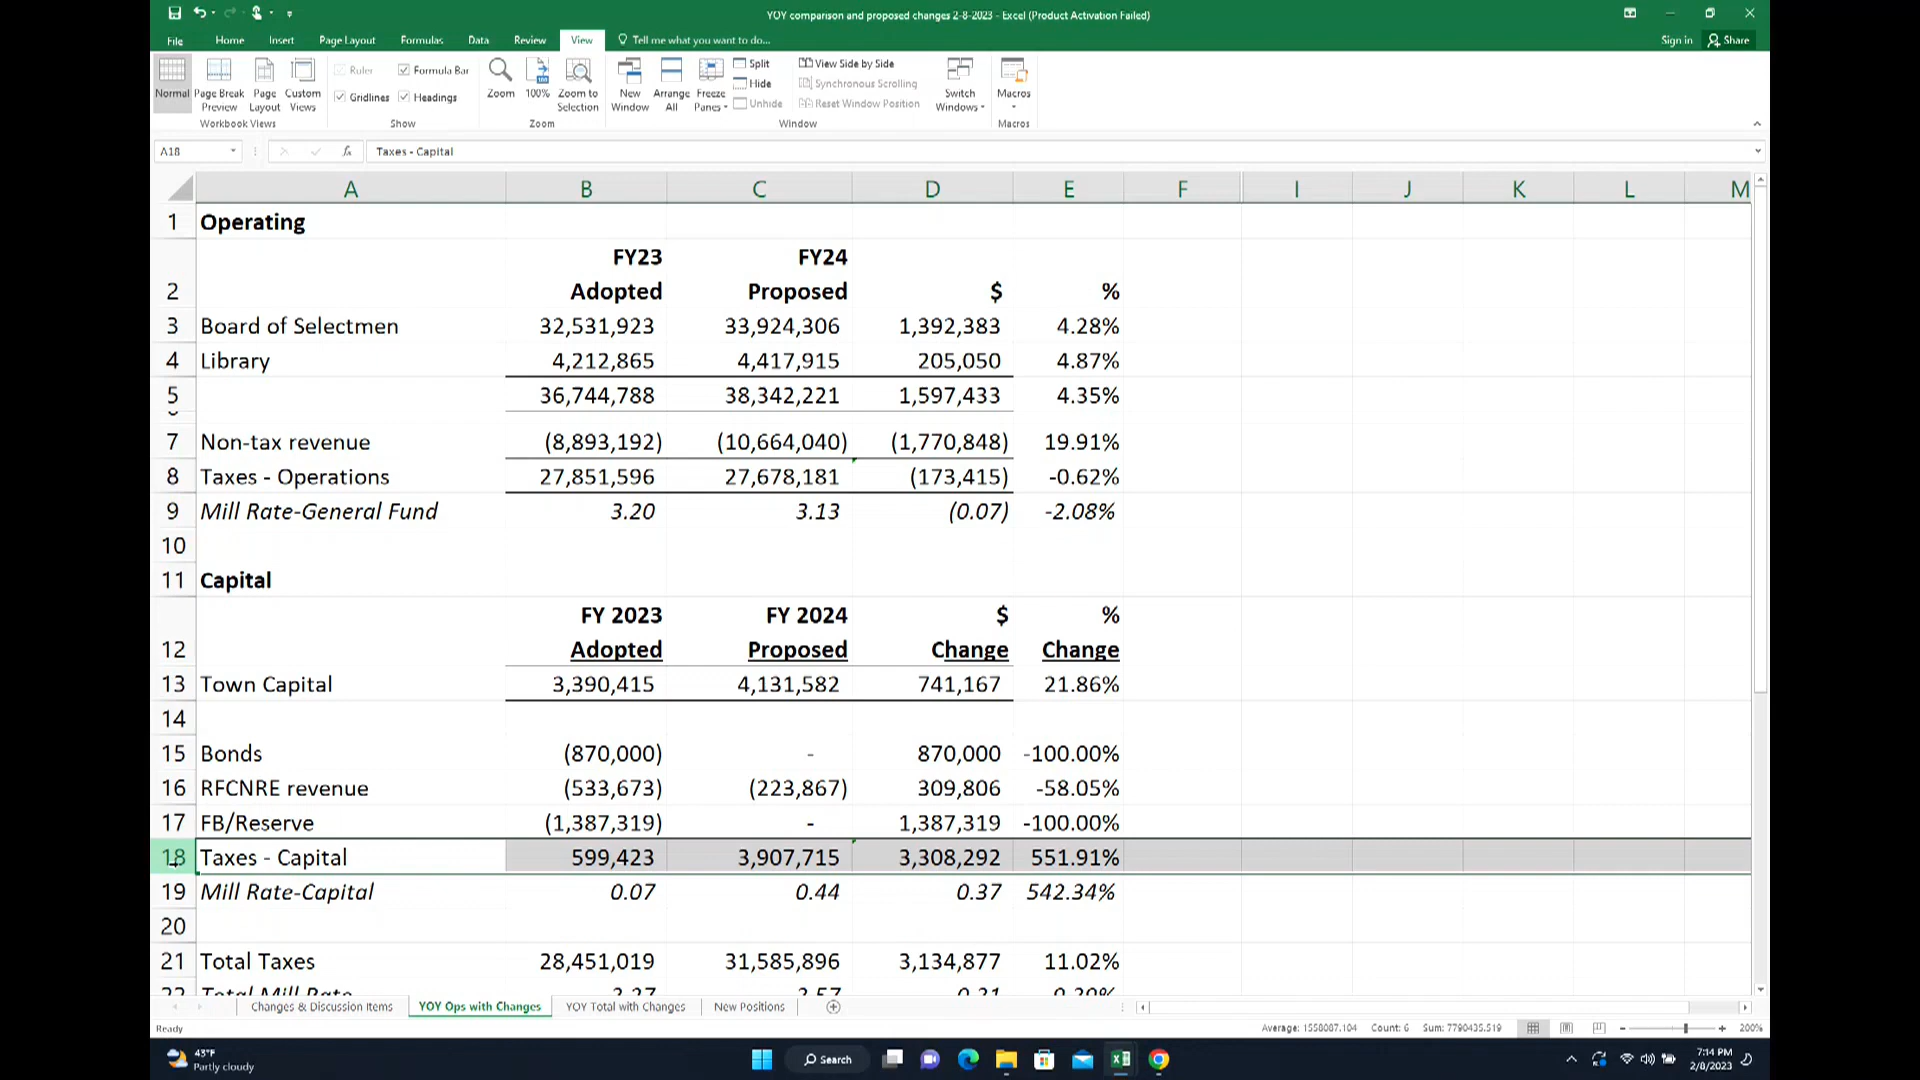 YOY comparison and proposed changes 2-8-2023 - Excel (Product Activation Failed)
File Home Insert Page Layout Formulas Data Review View Tell me what you want to do... Sign in Share
Normal Page Break Preview Page Layout Custom Views
Workbook Views
Ruler Formula Bar
Gridlines Headings
Show
Zoom 100% Zoom to Selection
Zoom
New Window Arrange All Freeze Panes
Split
Hide
Unhide
View Side by Side
Synchronous Scrolling
Reset Window Position
Window
Switch Windows
Macros
Macros
A18 fx Taxes - Capital
A B C D E F I J K L M
1 Operating
FY23 FY24
2 Adopted Proposed $ %
3 Board of Selectmen 32,531,923 33,924,306 1,392,383 4.28%
4 Library 4,212,865 4,417,915 205,050 4.87%
5 36,744,788 38,342,221 1,597,433 4.35%
7 Non-tax revenue (8,893,192) (10,664,040) (1,770,848) 19.91%
8 Taxes - Operations 27,851,596 27,678,181 (173,415) -0.62%
9 Mill Rate-General Fund 3.20 3.13 (0.07) -2.08%
10
11 Capital
FY 2023 FY 2024 $ %
12 Adopted Proposed Change Change
13 Town Capital 3,390,415 4,131,582 741,167 21.86%
14
15 Bonds (870,000) - 870,000 -100.00%
16 RFCNRE revenue (533,673) (223,867) 309,806 -58.05%
17 FB/Reserve (1,387,319) - 1,387,319 -100.00%
18 Taxes - Capital 599,423 3,907,715 3,308,292 551.91%
19 Mill Rate-Capital 0.07 0.44 0.37 542.34%
20
21 Total Taxes 28,451,019 31,585,896 3,134,877 11.02%
22 Total Mill Rate
Changes & Discussion Items YOY Ops with Changes YOY Total with Changes New Positions
Ready Average: 1558087.104 Count: 6 Sum: 7790435.519 200%
43°F
Partly cloudy
Search
7:14 PM
2/8/2023